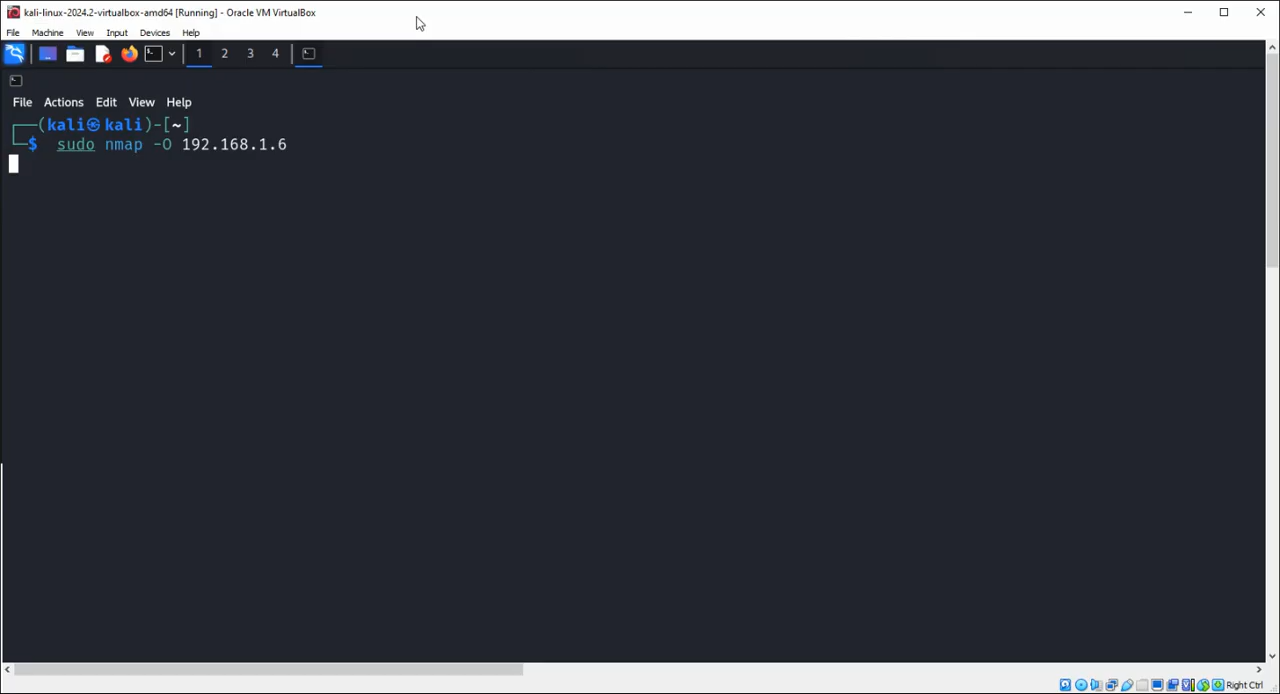 kali-linux-2024.2-virtualbox-amd64 [Running] - Oracle VM VirtualBox
File Machine View Input Devices Help
1 2 3 4
File Actions Edit View Help
┌──(kali㉿kali)-[~]
└─$ sudo nmap -O 192.168.1.6
Right Ctrl